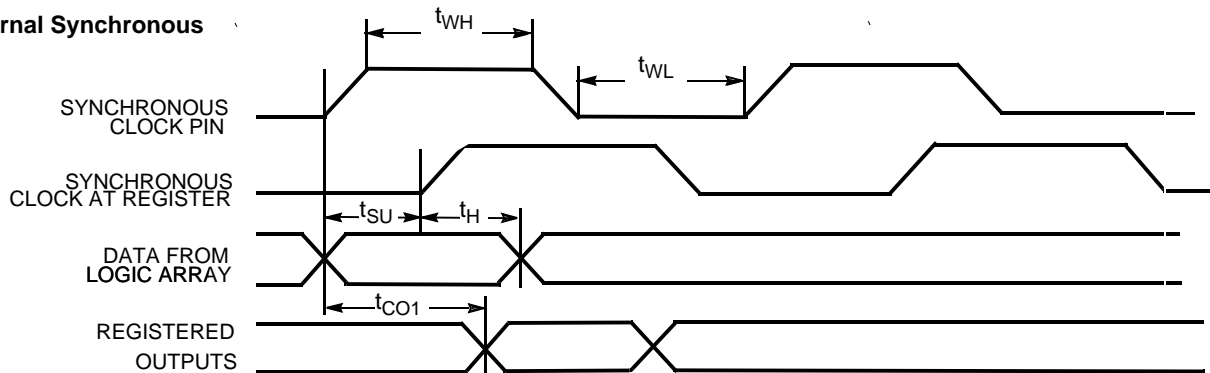 rnal Synchronous
tWH
tWL
SYNCHRONOUS
CLOCK PIN
SYNCHRONOUS
CLOCK AT REGISTER
tSU
tH
DATA FROM
LOGIC ARRAY
tCO1
REGISTERED
OUTPUTS